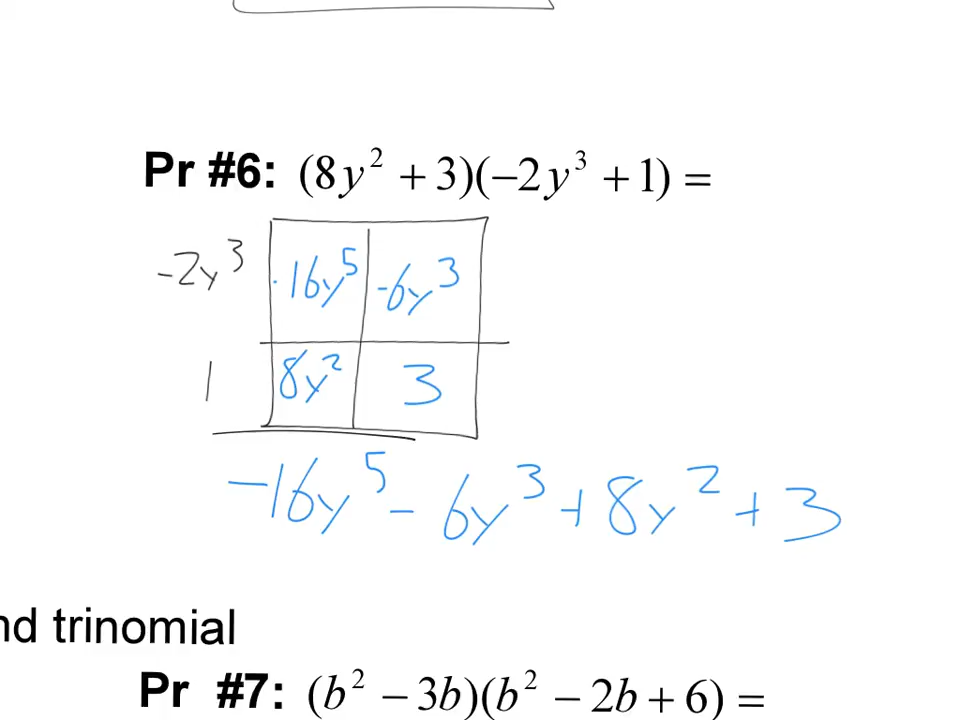 Pr #6: (8y² + 3)(−2y³ + 1) =
-2y³ -16y⁵ -6y³
1 8y² 3
-16y⁵ - 6y³ + 8y² + 3
nd trinomial
Pr #7: (b² − 3b)(b² − 2b + 6) =